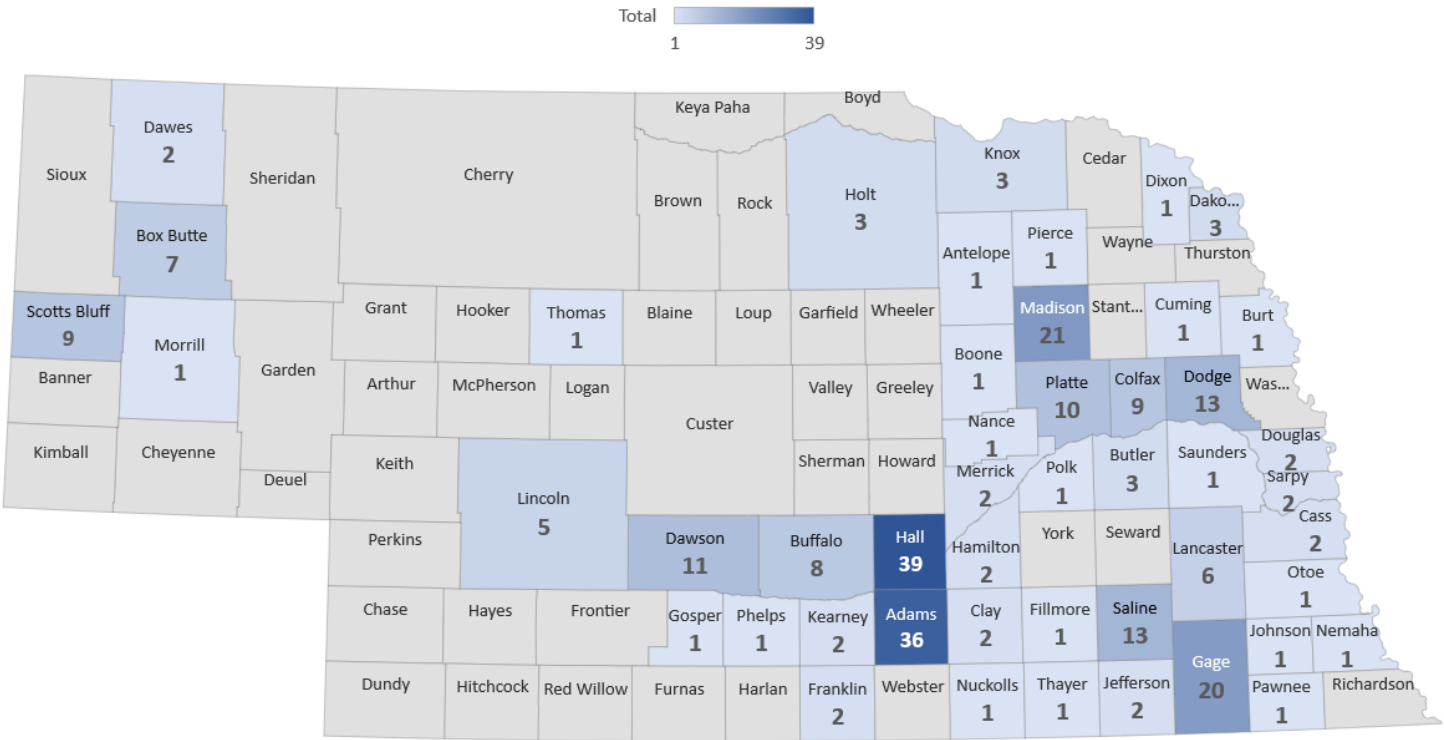 Total
1
39
Boyd
Keya Paha
Dawes
2
Knox
3
Cedar
Sioux
Sheridan
Cherry
Dixon
1
Brown
Rock
Holt
3
Dako...
3
Box Butte
7
Pierce
1
Wayne
Antelope
1
Thurston
Scotts Bluff
9
Grant
Hooker
Thomas
1
Blaine
Loup
Garfield
Wheeler
Madison
21
Stant...
Cuming
1
Burt
1
Morrill
1
Garden
Boone
1
Banner
Arthur
McPherson
Logan
Valley
Greeley
Platte
10
Colfax
9
Dodge
13
Was...
Custer
Nance
1
Kimball
Cheyenne
Keith
Sherman
Howard
Merrick
2
Polk
1
Butler
3
Saunders
1
Douglas
2
Deuel
Lincoln
5
Sarpy
2
Cass
2
Perkins
Dawson
11
Buffalo
8
Hall
39
Hamilton
2
York
Seward
Lancaster
6
Otoe
1
Chase
Hayes
Frontier
Gosper
1
Phelps
1
Kearney
2
Adams
36
Clay
2
Fillmore
1
Saline
13
Johnson
1
Nemaha
1
Gage
20
Dundy
Hitchcock
Red Willow
Furnas
Harlan
Franklin
2
Webster
Nuckolls
1
Thayer
1
Jefferson
2
Pawnee
1
Richardson